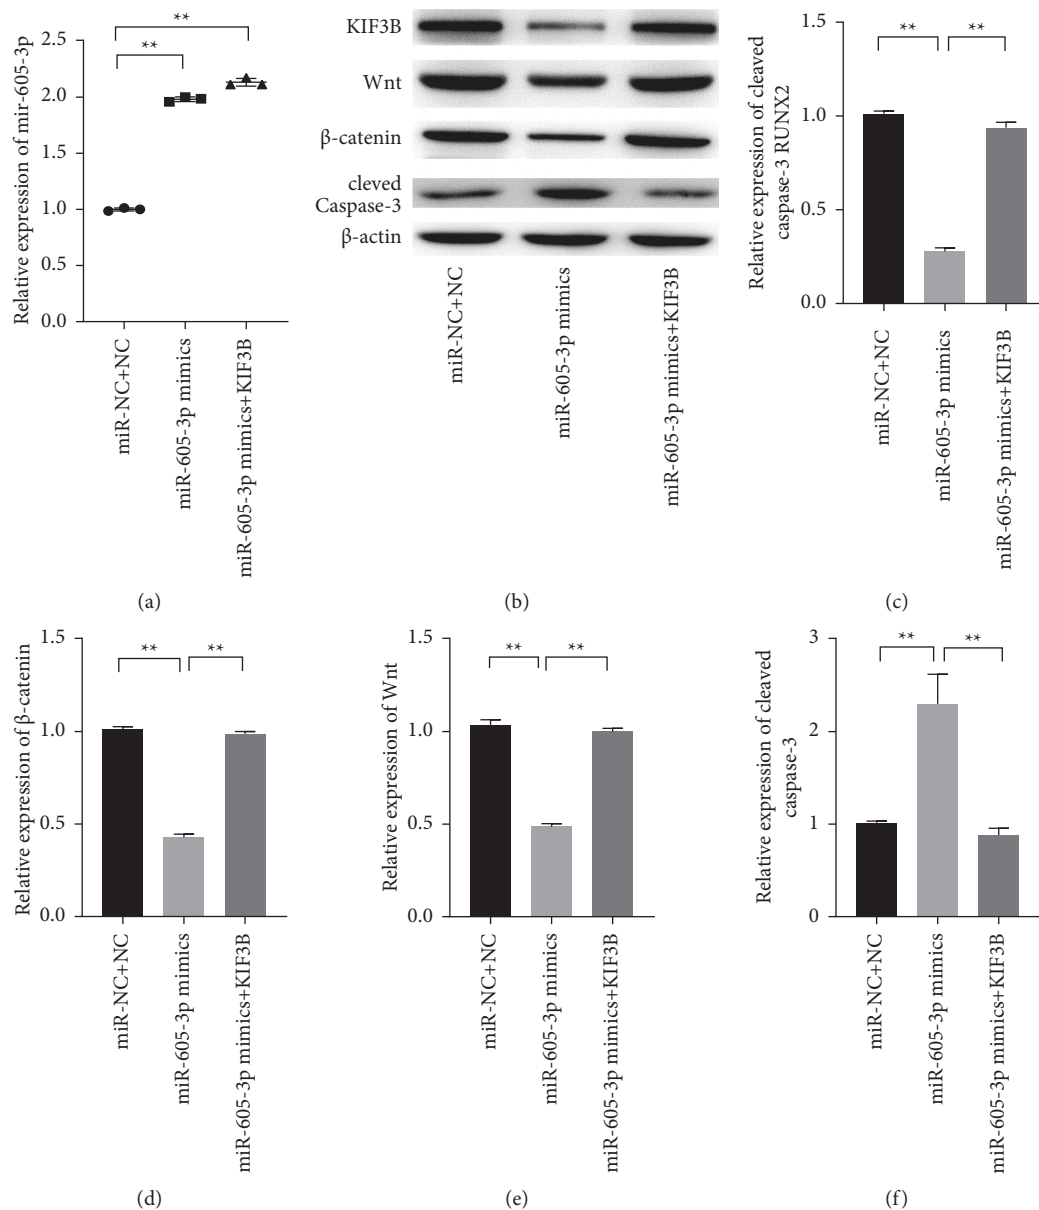 Relative expression of mir-605-3p
2.5
2.0
1.5
1.0
0.5
0.0
**
**
miR-NC+NC
miR-605-3p mimics
miR-605-3p mimics+KIF3B
(a)
KIF3B
Wnt
β-catenin
cleved
Caspase-3
β-actin
miR-NC+NC
miR-605-3p mimics
miR-605-3p mimics+KIF3B
(b)
Relative expression of cleaved
caspase-3 RUNX2
1.5
1.0
0.5
0.0
**
**
miR-NC+NC
miR-605-3p mimics
miR-605-3p mimics+KIF3B
(c)
Relative expression of β-catenin
1.5
1.0
0.5
0.0
**
**
miR-NC+NC
miR-605-3p mimics
miR-605-3p mimics+KIF3B
(d)
Relative expression of Wnt
1.5
1.0
0.5
0.0
**
**
miR-NC+NC
miR-605-3p mimics
miR-605-3p mimics+KIF3B
(e)
Relative expression of cleaved
caspase-3
3
2
1
0
**
**
miR-NC+NC
miR-605-3p mimics
miR-605-3p mimics+KIF3B
(f)